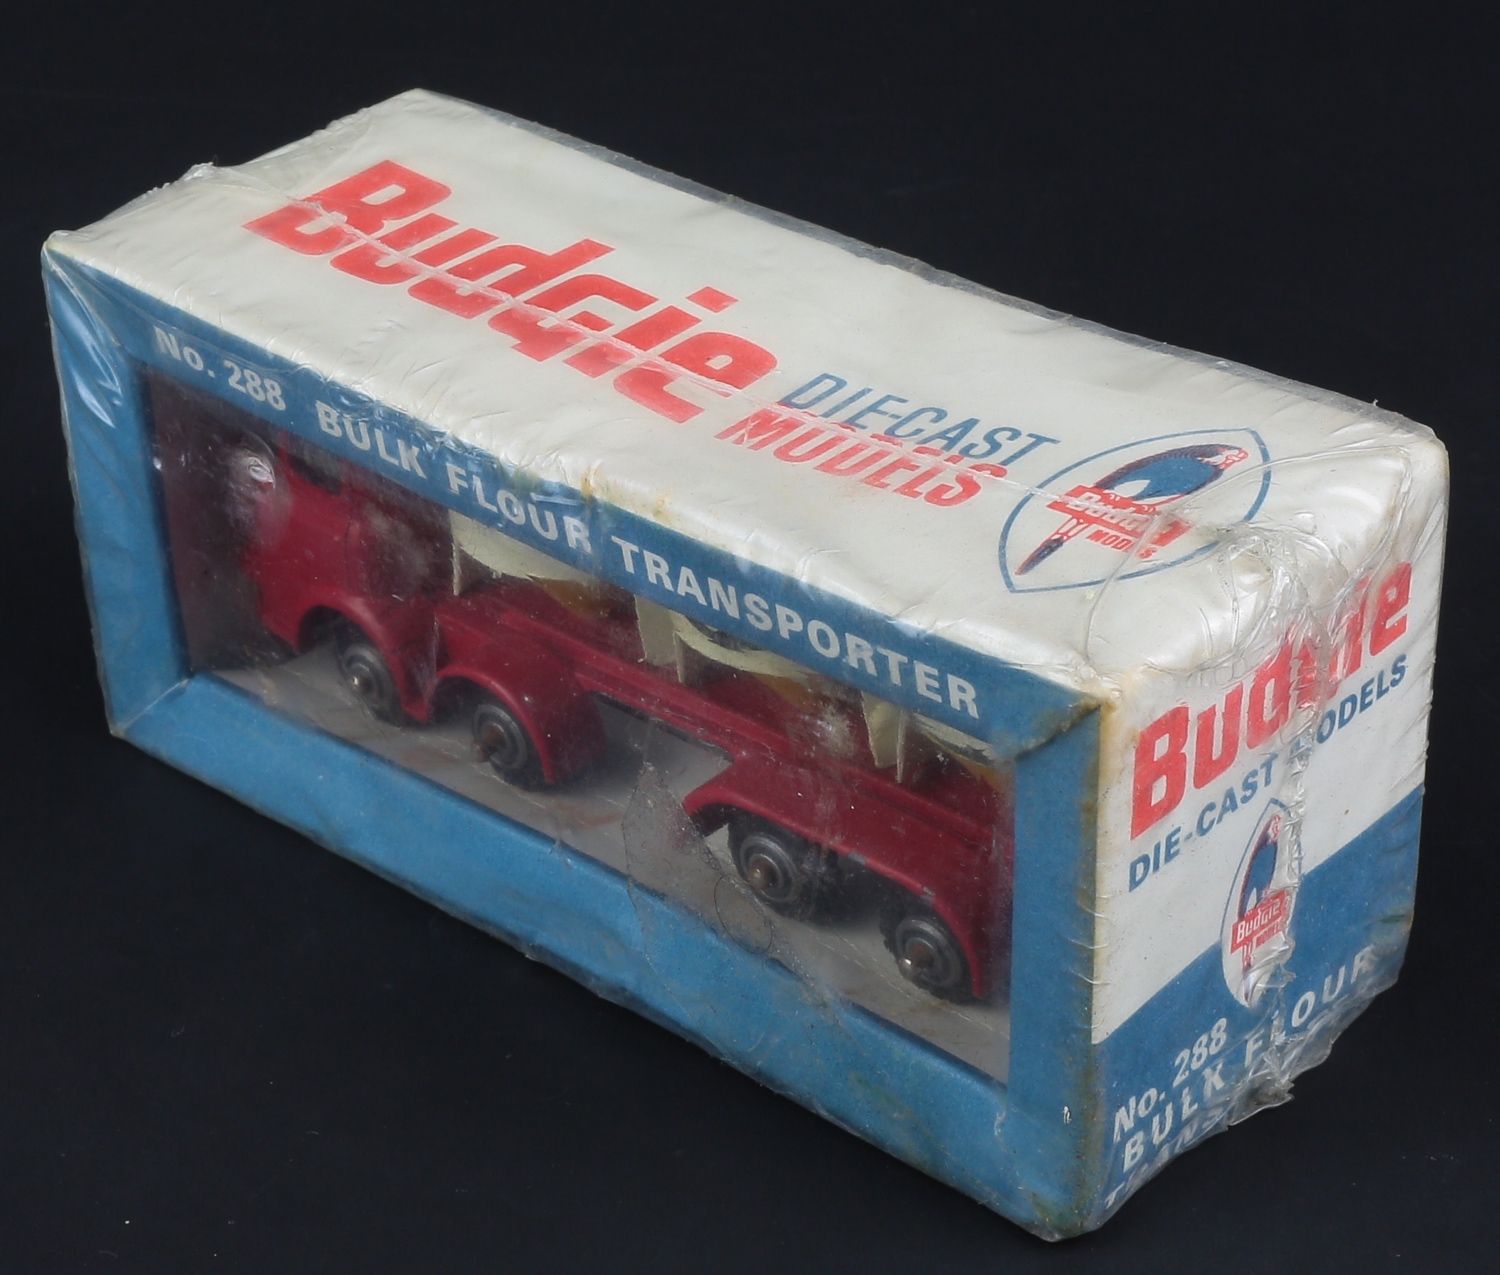 Budgie
DIE-CAST
MODELS
Budgie
MODELS
No. 288 BULK FLOUR TRANSPORTER
Budgie
DIE-CAST MODELS
Budgie
MODELS
No. 288
BULK FLOUR